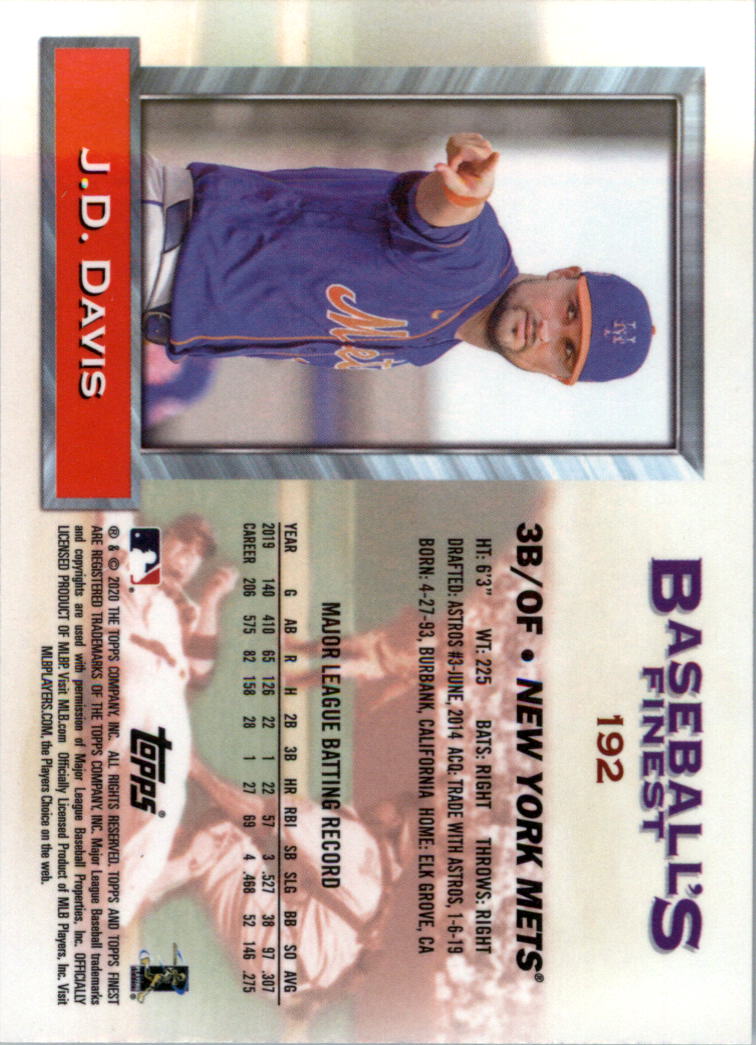 BASEBALL'S
FINEST
192
J.D. DAVIS
Mets
NY
3B/OF • NEW YORK METS®
HT: 6'3" WT: 225 BATS: RIGHT THROWS: RIGHT
DRAFTED: ASTROS #3-JUNE, 2014 ACQ: TRADE WITH ASTROS, 1-6-19
BORN: 4-27-93, BURBANK, CALIFORNIA HOME: ELK GROVE, CA
MAJOR LEAGUE BATTING RECORD
YEAR G AB R H 2B 3B HR RBI SB SLG BB SO AVG
2019 140 410 65 126 22 1 22 57 3 .527 38 97 .307
CAREER 206 575 82 158 28 1 27 69 4 .468 52 146 .275
topps®
® & © 2020 THE TOPPS COMPANY, INC. ALL RIGHTS RESERVED. TOPPS AND TOPPS FINEST
ARE REGISTERED TRADEMARKS OF THE TOPPS COMPANY, INC. Major League Baseball trademarks
and copyrights are used with permission of Major League Baseball Properties, Inc. OFFICIALLY
LICENSED PRODUCT OF MLBP. Visit MLB.com Officially Licensed Product of MLB Players, Inc. Visit
MLBPLAYERS.COM, the Players Choice on the web.